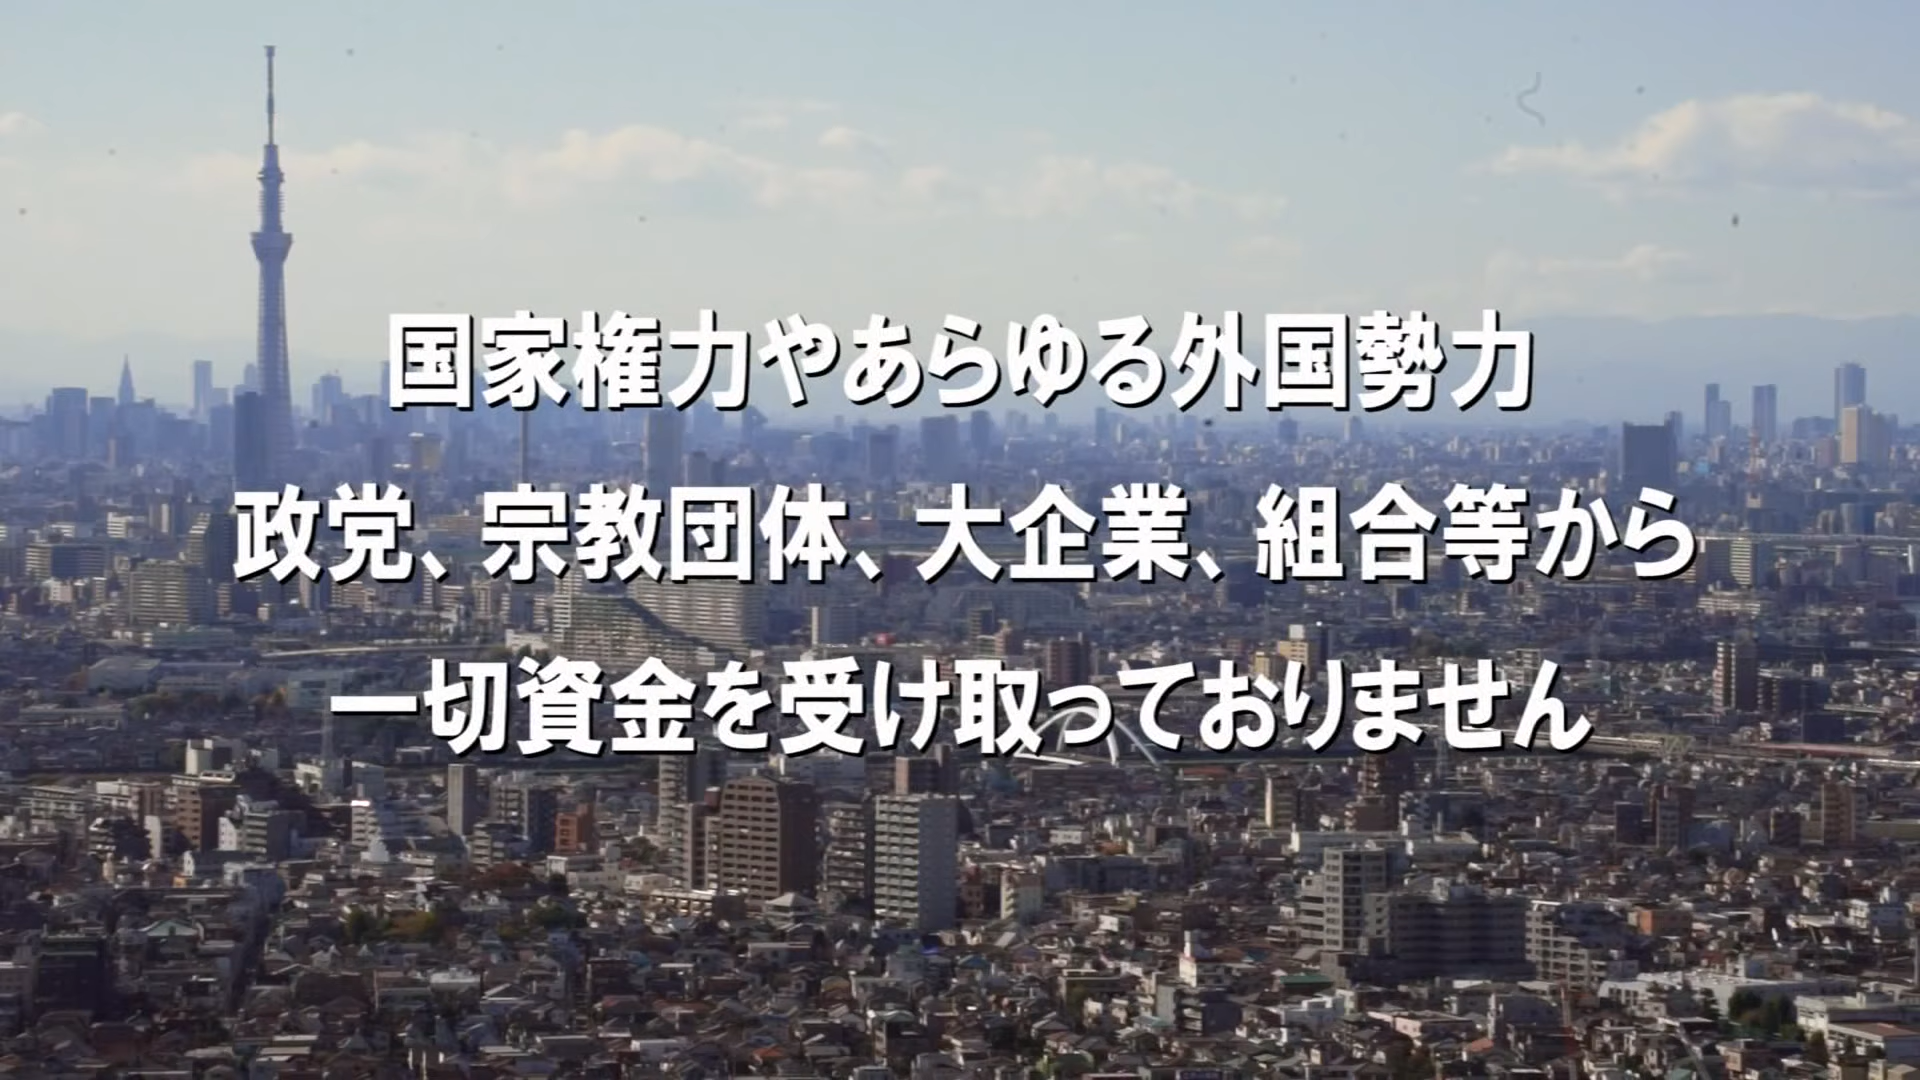 国家権力やあらゆる外国勢力
政党、宗教団体、大企業、組合等から
一切資金を受け取っておりません